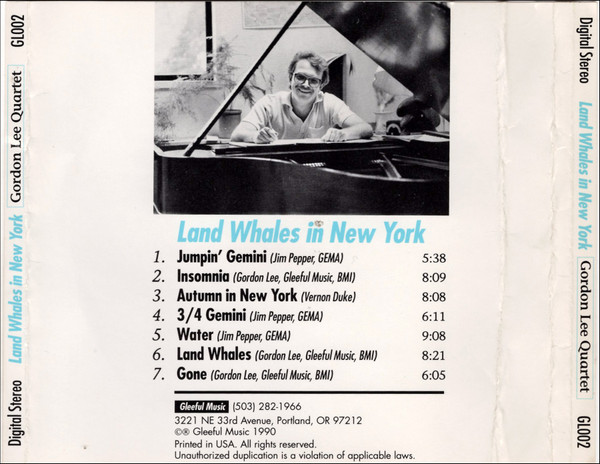 GL002
Gordon Lee Quartet
Land Whales in New York
Digital Stereo
Land Whales in New York
1. Jumpin' Gemini (Jim Pepper, GEMA) 5:38
2. Insomnia (Gordon Lee, Gleeful Music, BMI) 8:09
3. Autumn in New York (Vernon Duke) 8:08
4. 3/4 Gemini (Jim Pepper, GEMA) 6:11
5. Water (Jim Pepper, GEMA) 9:08
6. Land Whales (Gordon Lee, Gleeful Music, BMI) 8:21
7. Gone (Gordon Lee, Gleeful Music, BMI) 6:05
Gleeful Music (503) 282-1966
3221 NE 33rd Avenue, Portland, OR 97212
©® Gleeful Music 1990
Printed in USA. All rights reserved.
Unauthorized duplication is a violation of applicable laws.
Digital Stereo
Land Whales in New York
Gordon Lee Quartet
GL002